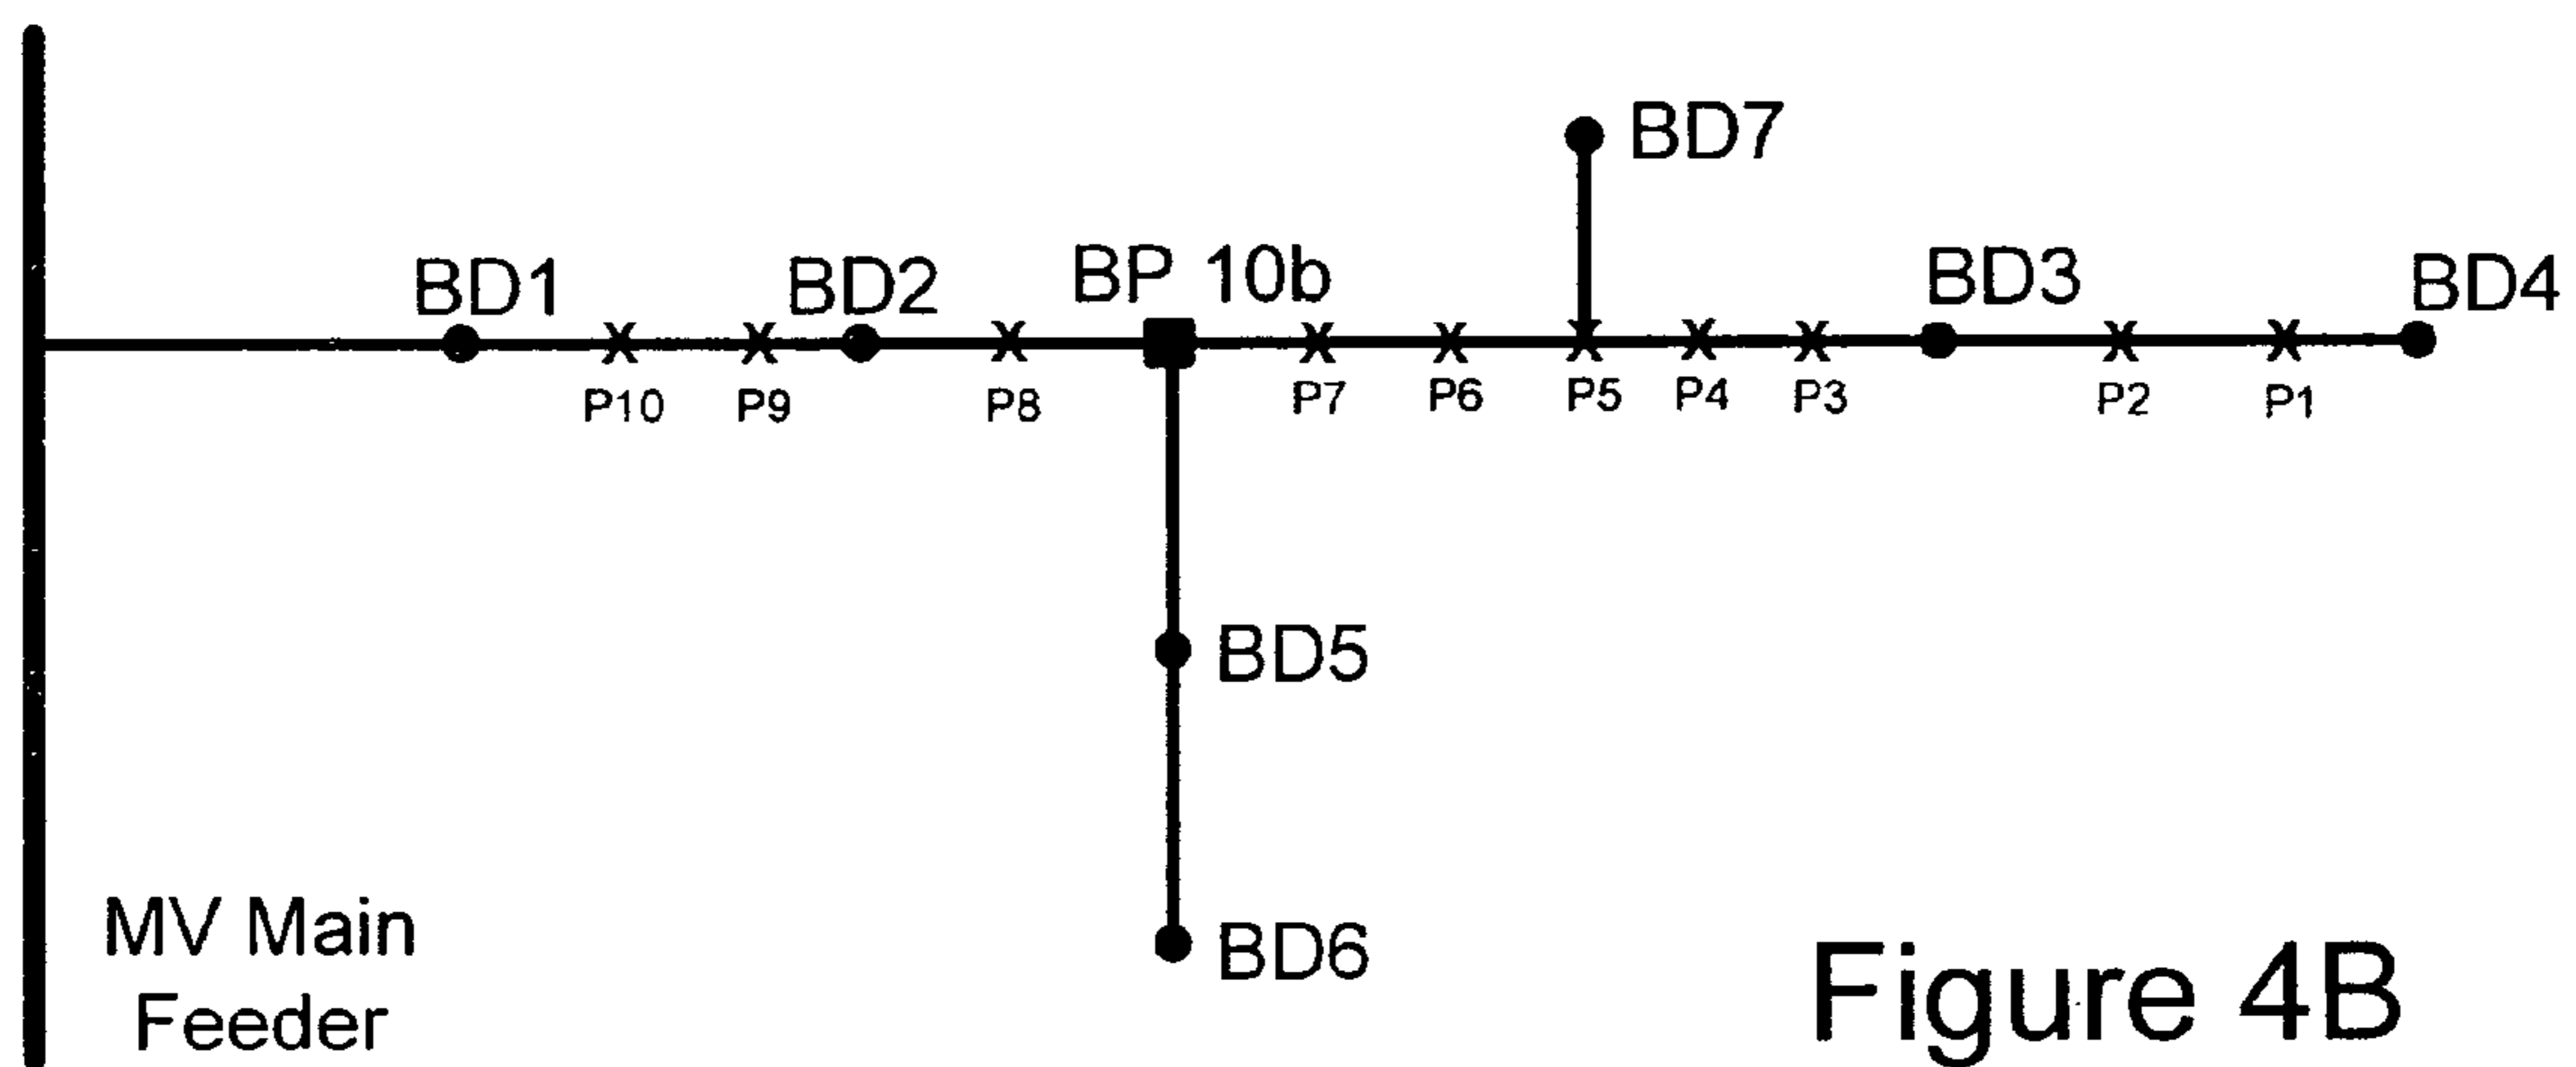 BD7
BD1
BD2
BP 10b
BD3
BD4
P10
P9
P8
P7
P6
P5
P4
P3
P2
P1
BD5
BD6
MV Main
Feeder
Figure 4B